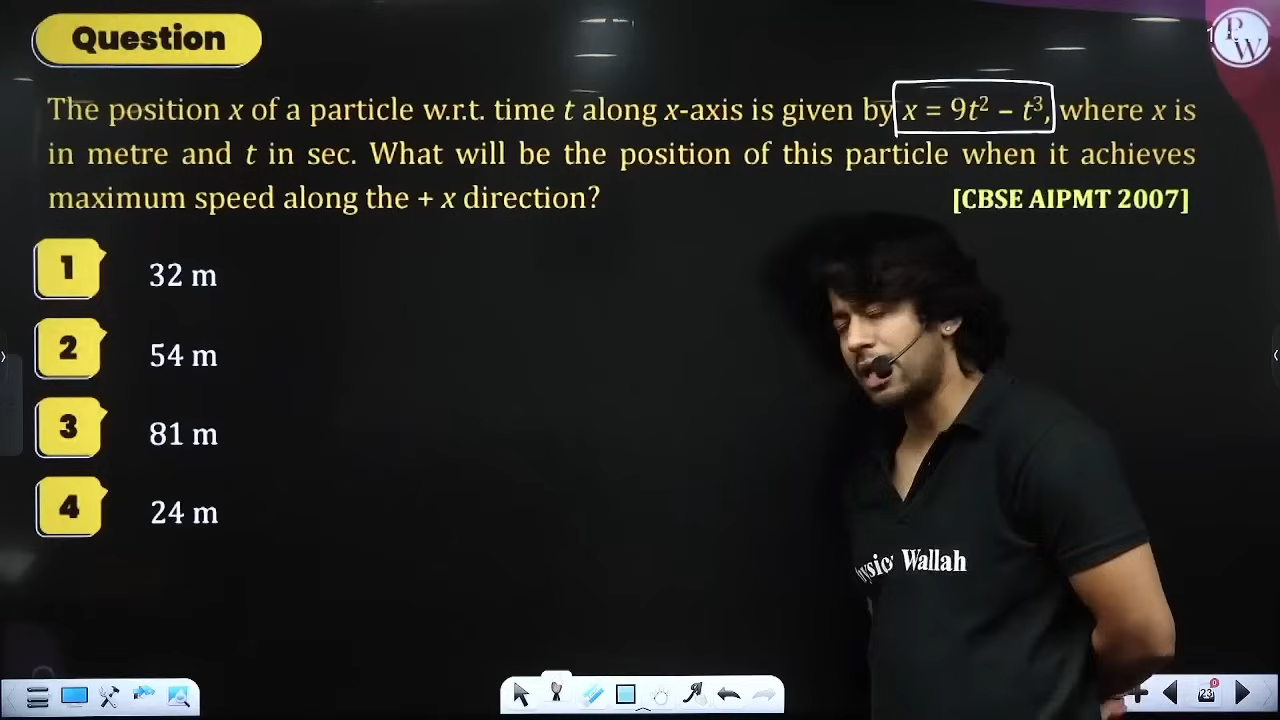 Question
The position x of a particle w.r.t. time t along x-axis is given by x = 9t² – t³, where x is
in metre and t in sec. What will be the position of this particle when it achieves
maximum speed along the + x direction?
[CBSE AIPMT 2007]
1 32 m
2 54 m
3 81 m
4 24 m
Wallah
PW
23